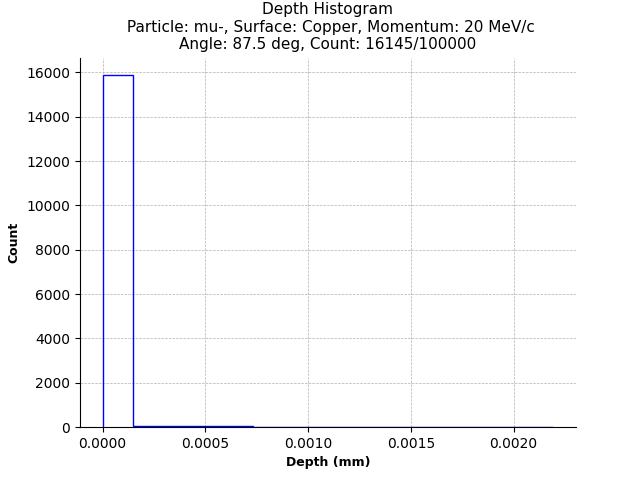 Depth Histogram
Particle: mu-, Surface: Copper, Momentum: 20 MeV/c
Angle: 87.5 deg, Count: 16145/100000
16000
14000
12000
10000
8000
6000
4000
2000
0
Count
0.0000 0.0005 0.0010 0.0015 0.0020
Depth (mm)